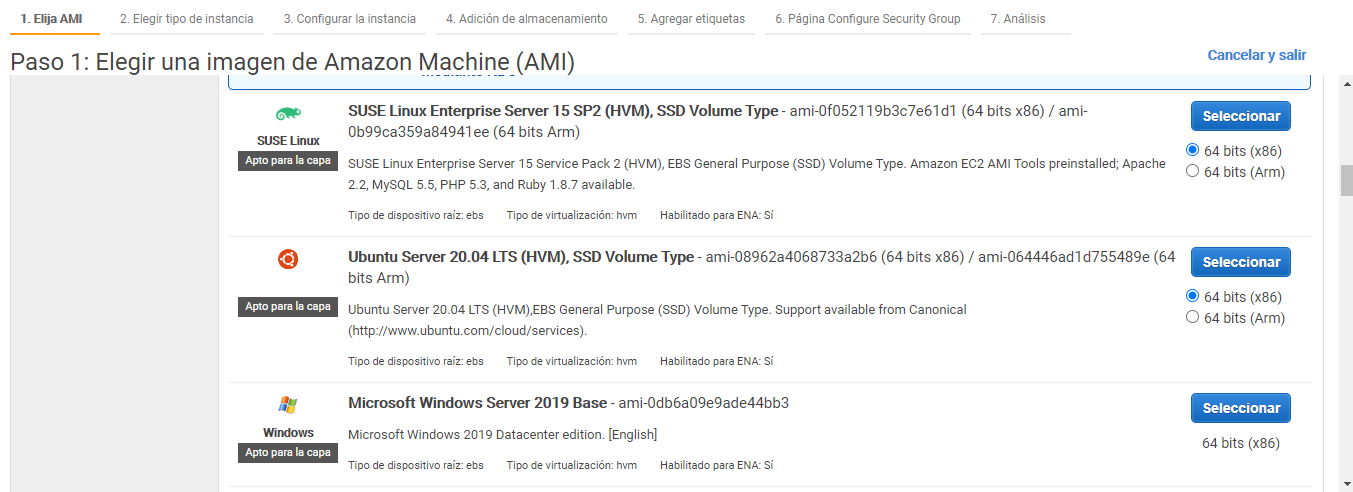 1. Elija AMI 2. Elegir tipo de instancia 3. Configurar la instancia 4. Adición de almacenamiento 5. Agregar etiquetas 6. Página Configure Security Group 7. Análisis
Paso 1: Elegir una imagen de Amazon Machine (AMI)
Cancelar y salir
SUSE Linux
Apto para la capa
SUSE Linux Enterprise Server 15 SP2 (HVM), SSD Volume Type - ami-0f052119b3c7e61d1 (64 bits x86) / ami-
0b99ca359a84941ee (64 bits Arm)
SUSE Linux Enterprise Server 15 Service Pack 2 (HVM), EBS General Purpose (SSD) Volume Type. Amazon EC2 AMI Tools preinstalled; Apache
2.2, MySQL 5.5, PHP 5.3, and Ruby 1.8.7 available.
Tipo de dispositivo raíz: ebs Tipo de virtualización: hvm Habilitado para ENA: Sí
Seleccionar
64 bits (x86)
64 bits (Arm)
Apto para la capa
Ubuntu Server 20.04 LTS (HVM), SSD Volume Type - ami-08962a4068733a2b6 (64 bits x86) / ami-064446ad1d755489e (64
bits Arm)
Ubuntu Server 20.04 LTS (HVM),EBS General Purpose (SSD) Volume Type. Support available from Canonical
(http://www.ubuntu.com/cloud/services).
Tipo de dispositivo raíz: ebs Tipo de virtualización: hvm Habilitado para ENA: Sí
Seleccionar
64 bits (x86)
64 bits (Arm)
Windows
Apto para la capa
Microsoft Windows Server 2019 Base - ami-0db6a09e9ade44bb3
Microsoft Windows 2019 Datacenter edition. [English]
Tipo de dispositivo raíz: ebs Tipo de virtualización: hvm Habilitado para ENA: Sí
Seleccionar
64 bits (x86)